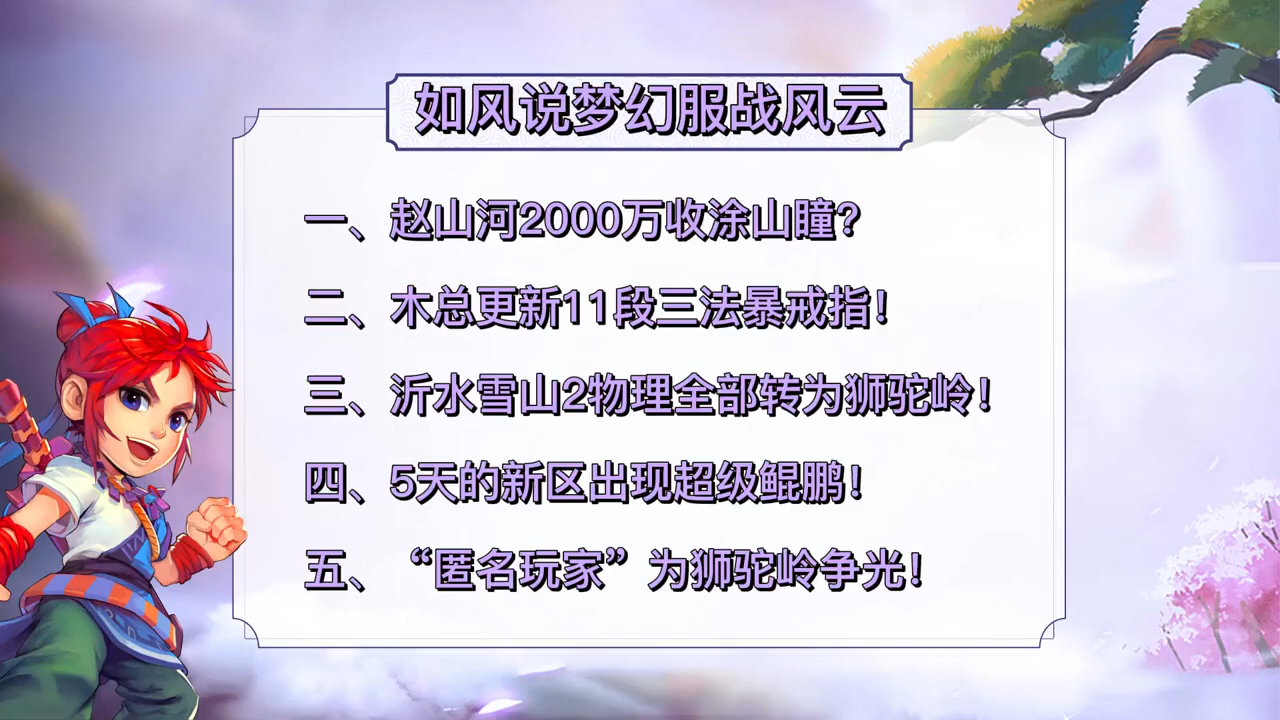 如风说梦幻服战风云
一、赵山河2000万收涂山瞳？
二、木总更新11段三法暴戒指！
三、沂水雪山2物理全部转为狮驼岭！
四、5天的新区出现超级鲲鹏！
五、“匿名玩家”为狮驼岭争光！